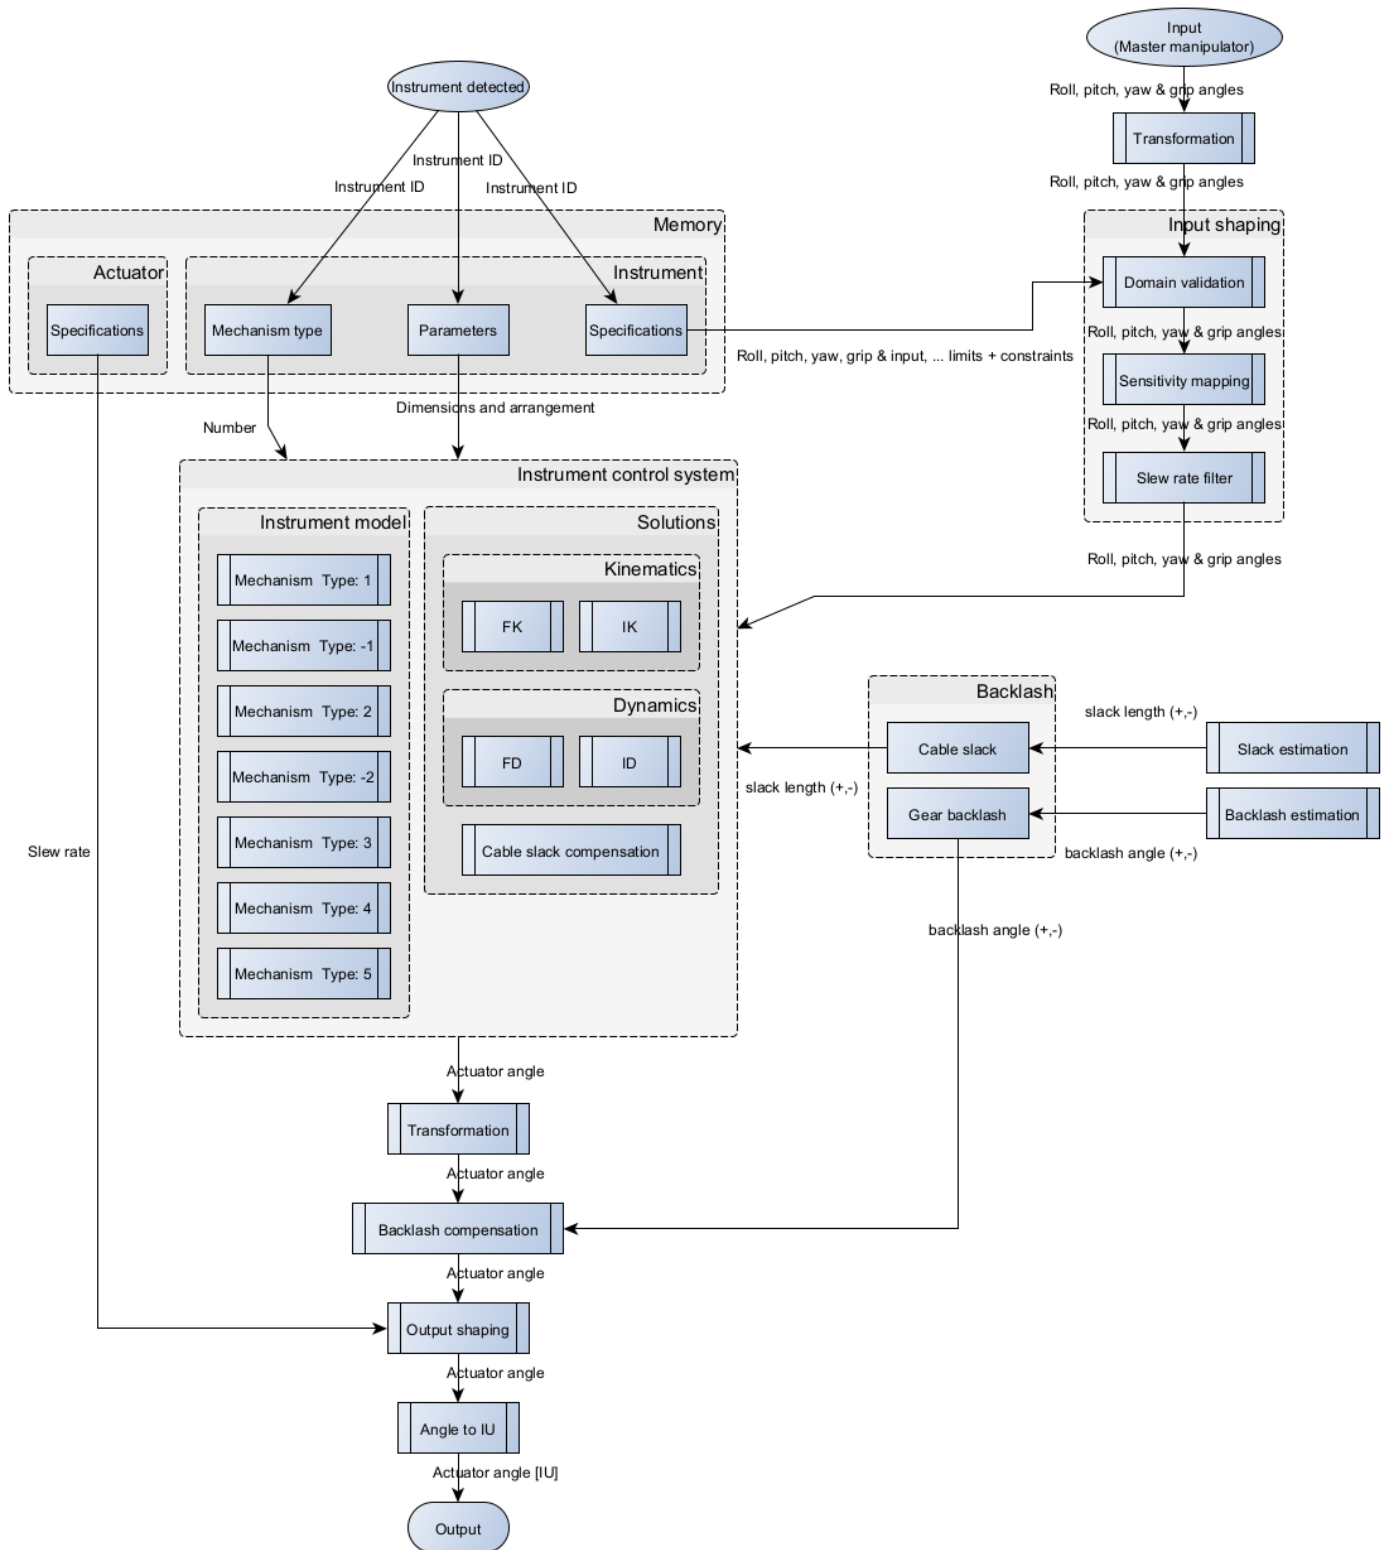 Input
(Master manipulator)
Instrument detected
Roll, pitch, yaw & grip angles
Transformation
Instrument ID
Instrument ID
Instrument ID
Roll, pitch, yaw & grip angles
Memory
Input shaping
Actuator
Instrument
Domain validation
Specifications
Mechanism type
Parameters
Specifications
Roll, pitch, yaw & grip angles
Roll, pitch, yaw, grip & input, ... limits + constraints
Sensitivity mapping
Dimensions and arrangement
Number
Roll, pitch, yaw & grip angles
Instrument control system
Slew rate filter
Instrument model
Solutions
Roll, pitch, yaw & grip angles
Kinematics
Mechanism  Type: 1
FK
IK
Mechanism  Type: -1
Backlash
Dynamics
Mechanism  Type: 2
slack length (+,-)
Cable slack
Slack estimation
FD
ID
Mechanism  Type: -2
slack length (+,-)
Gear backlash
Backlash estimation
Mechanism  Type: 3
Cable slack compensation
Slew rate
backlash angle (+,-)
Mechanism  Type: 4
backlash angle (+,-)
Mechanism  Type: 5
Actuator angle
Transformation
Actuator angle
Backlash compensation
Actuator angle
Output shaping
Actuator angle
Angle to IU
Actuator angle [IU]
Output